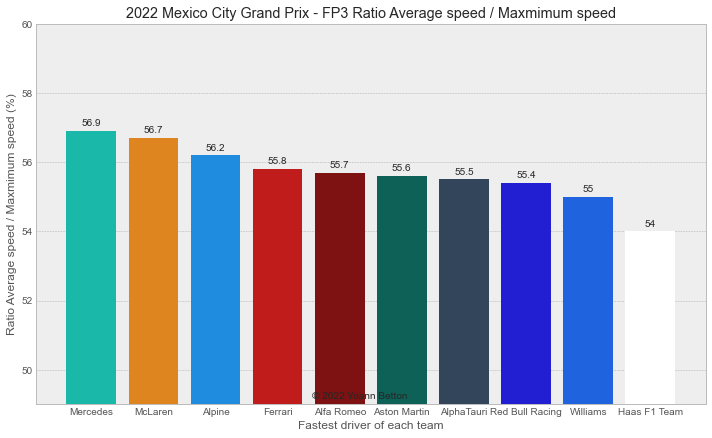 2022 Mexico City Grand Prix - FP3 Ratio Average speed / Maxmimum speed
Ratio Average speed / Maxmimum speed (%)
60
58
56
54
52
50
56.9
56.7
56.2
55.8
55.7
55.6
55.5
55.4
55
54
© 2022 Yoann Betton
Mercedes
McLaren
Alpine
Ferrari
Alfa Romeo
Aston Martin
AlphaTauri
Red Bull Racing
Williams
Haas F1 Team
Fastest driver of each team